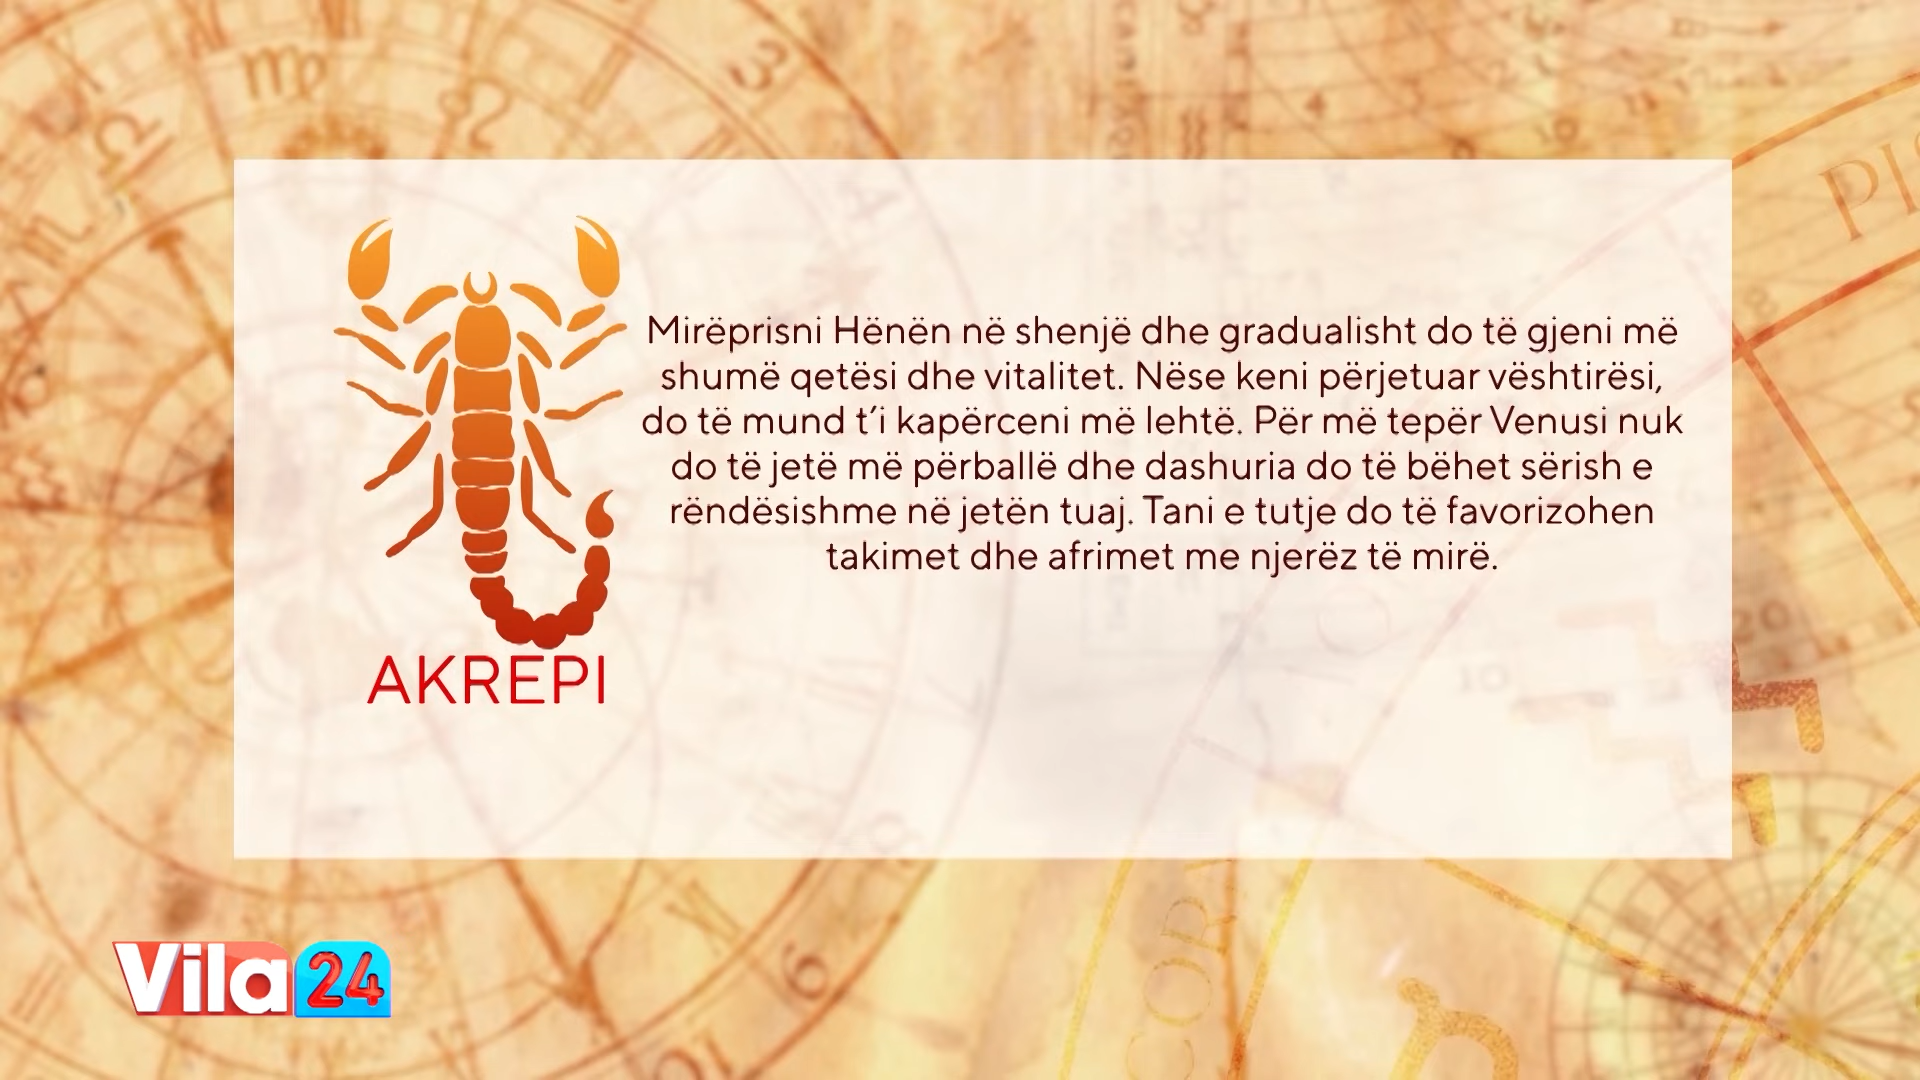 Mirëprisni Hënën në shenjë dhe gradualisht do të gjeni më
shumë qetësi dhe vitalitet. Nëse keni përjetuar vështirësi,
do të mund t’i kapërceni më lehtë. Për më tepër Venusi nuk
do të jetë më përballë dhe dashuria do të bëhet sërish e
rëndësishme në jetën tuaj. Tani e tutje do të favorizohen
takimet dhe afrimet me njerëz të mirë.
AKREPI
Vila 24